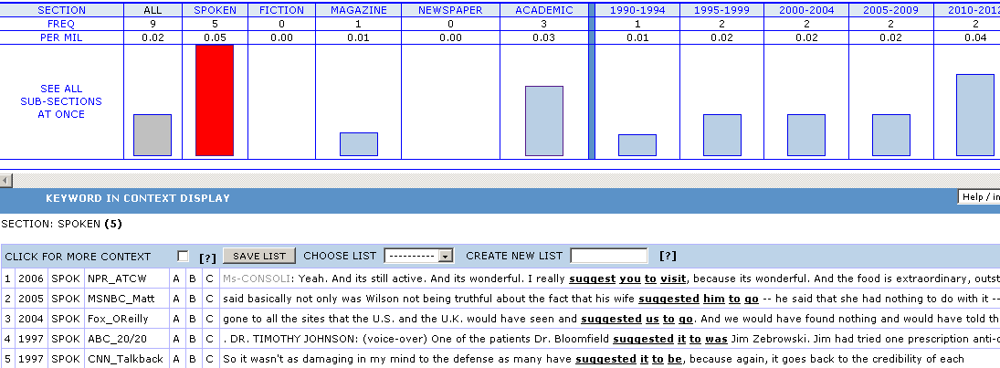 SECTION ALL SPOKEN FICTION MAGAZINE NEWSPAPER ACADEMIC 1990-1994 1995-1999 2000-2004 2005-2009 2010-2012
FREQ 9 5 0 1 0 3 1 2 2 2 2
PER MIL 0.02 0.05 0.00 0.01 0.00 0.03 0.01 0.02 0.02 0.02 0.04
SEE ALL
SUB-SECTIONS
AT ONCE
KEYWORD IN CONTEXT DISPLAY Help / in
SECTION: SPOKEN (5)
CLICK FOR MORE CONTEXT [?] SAVE LIST CHOOSE LIST ---------- CREATE NEW LIST [?]
1 2006 SPOK NPR_ATCW A B C Ms-CONSOLI: Yeah. And its still active. And its wonderful. I really suggest you to visit, because its wonderful. And the food is extraordinary, outst
2 2005 SPOK MSNBC_Matt A B C said basically not only was Wilson not being truthful about the fact that his wife suggested him to go -- he said that she had nothing to do with it --
3 2004 SPOK Fox_OReilly A B C gone to all the sites that the U.S. and the U.K. would have seen and suggested us to go. And we would have found nothing and would have told th
4 1997 SPOK ABC_20/20 A B C . DR. TIMOTHY JOHNSON: (voice-over) One of the patients Dr. Bloomfield suggested it to was Jim Zebrowski. Jim had tried one prescription anti-
5 1997 SPOK CNN_Talkback A B C So it wasn't as damaging in my mind to the defense as many have suggested it to be, because again, it goes back to the credibility of each